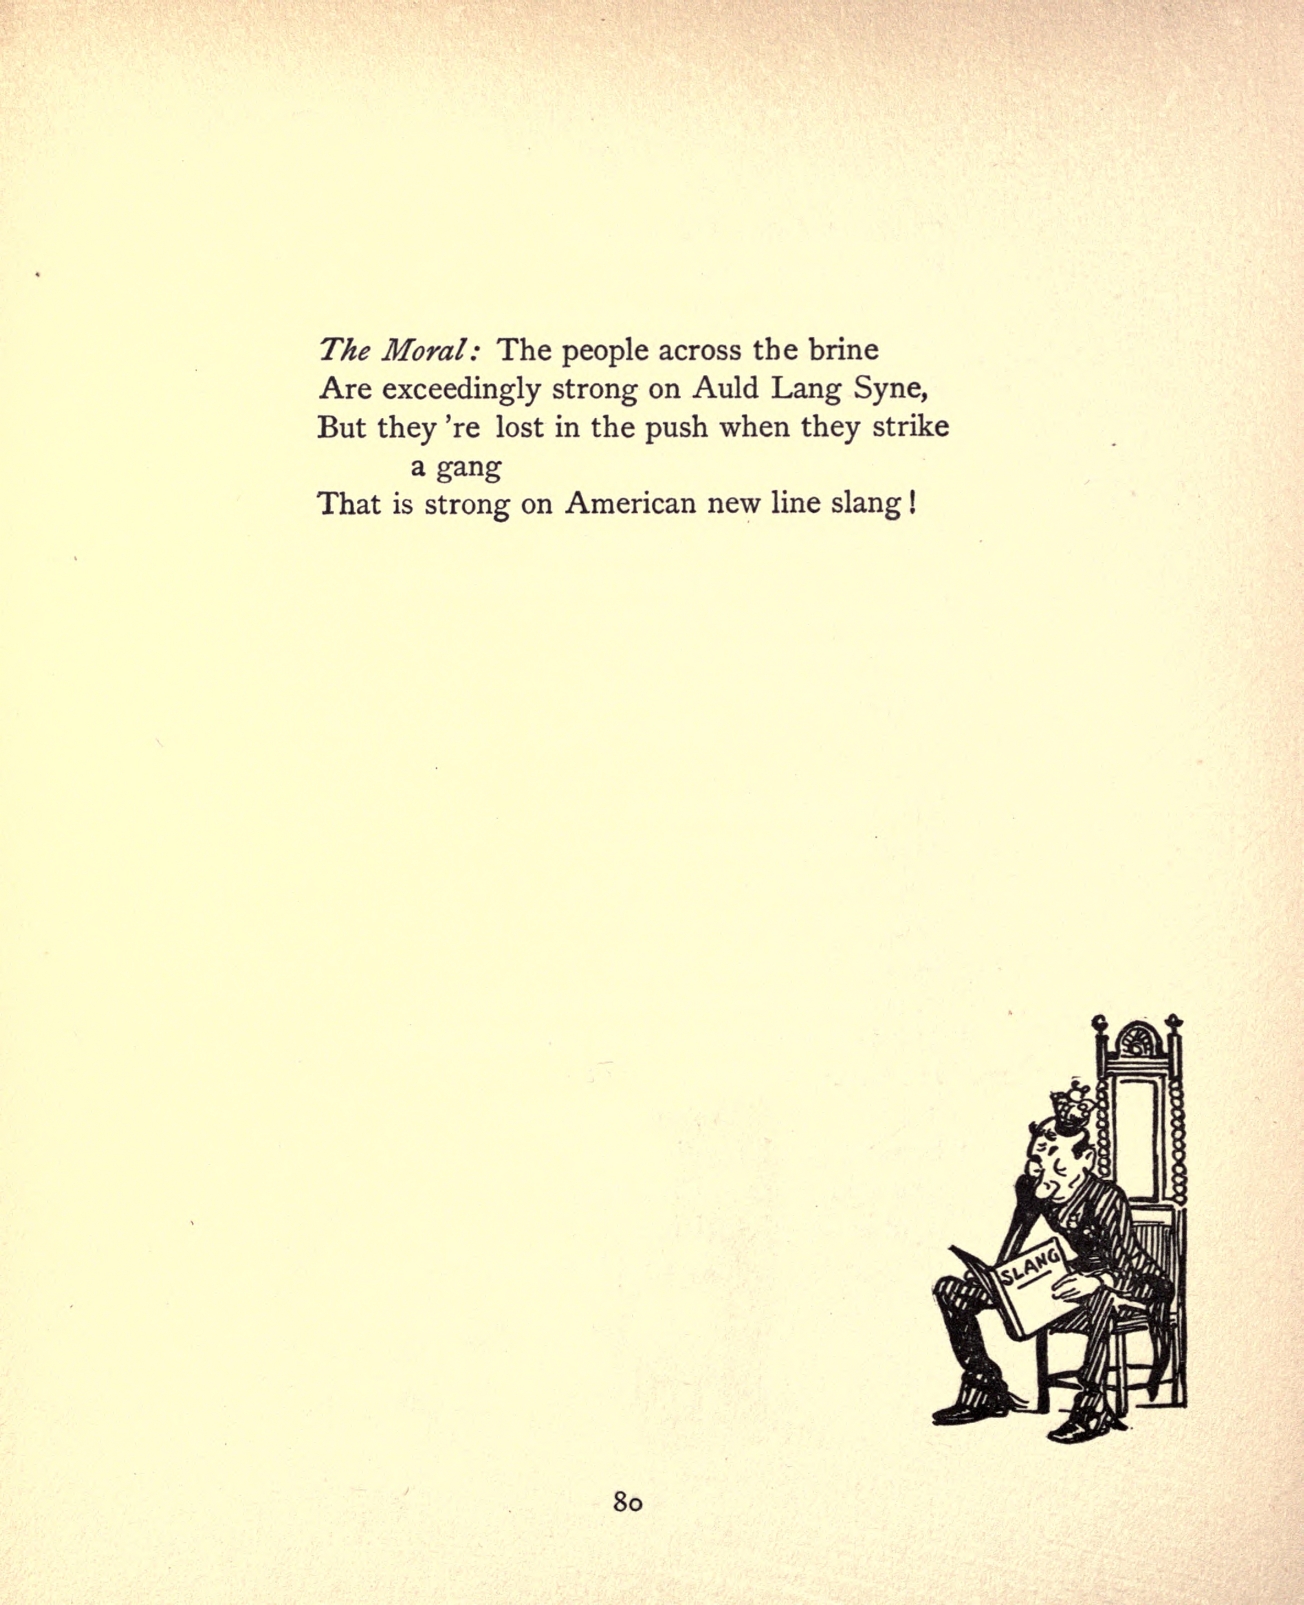 The Moral: The people across the brine
Are exceedingly strong on Auld Lang Syne,
But they 're lost in the push when they strike
a gang
That is strong on American new line slang!
SLANG
80